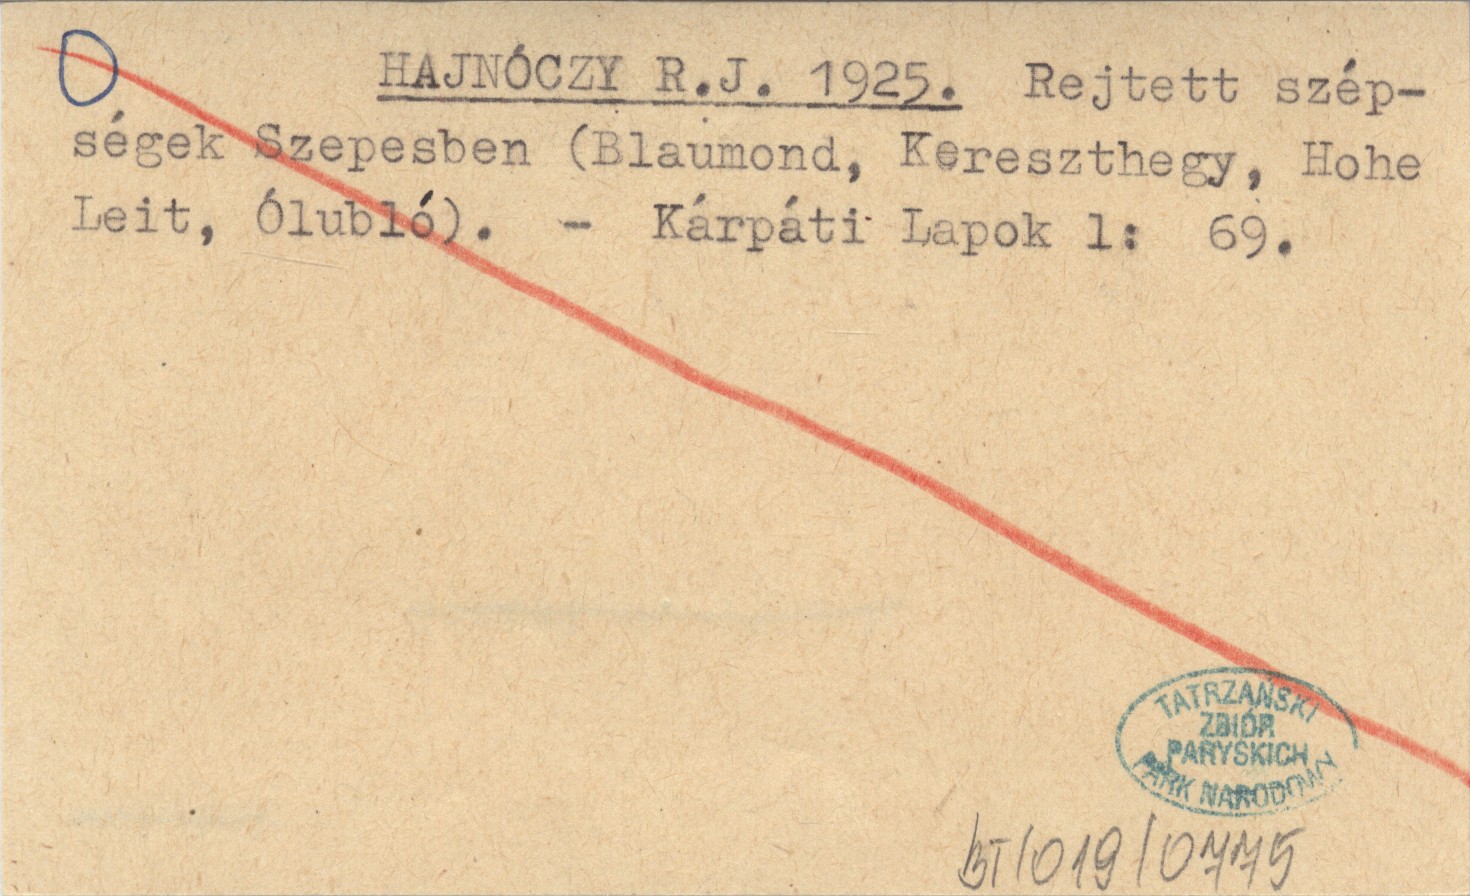 HAJNÓCZY R.J. 1925. Rejtett szép-
ségek Szepesben (Blaumond, Kereszthegy, Hohe
Leit, Ólubló). - Kárpáti Lapok 1: 69.
TATRZAŃSKI
ZBIÓR
PARYSKICH
PARK NARODOWY
BT/019/0775